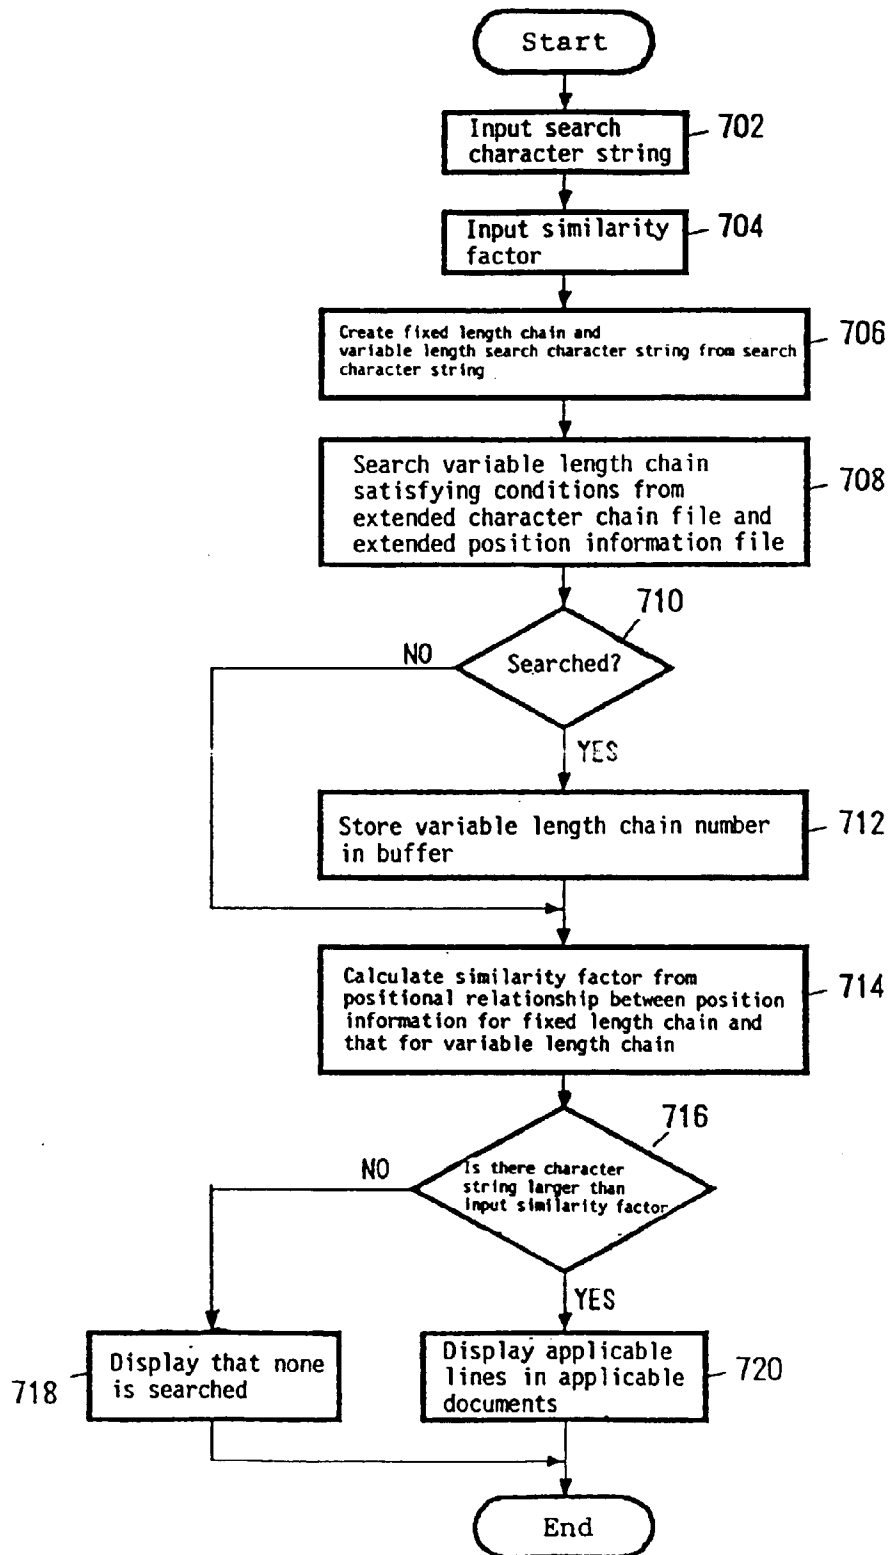 Start
Input search
character string
702
Input similarity
factor
704
Create fixed length chain and
variable length search character string from search
character string
706
Search variable length chain
satisfying conditions from
extended character chain file and
extended position information file
708
710
Searched?
NO
YES
Store variable length chain number
in buffer
712
Calculate similarity factor from
positional relationship between position
information for fixed length chain and
that for variable length chain
714
716
Is there character
string larger than
input similarity factor
NO
YES
Display that none
is searched
718
Display applicable
lines in applicable
documents
720
End